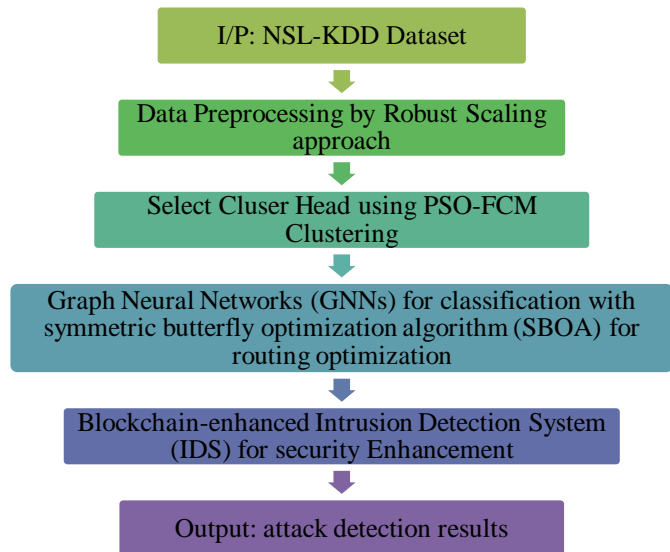 I/P: NSL-KDD Dataset
Data Preprocessing by Robust Scaling
approach
Select Cluser Head using PSO-FCM
Clustering
Graph Neural Networks (GNNs) for classification with
symmetric butterfly optimization algorithm (SBOA) for
routing optimization
Blockchain-enhanced Intrusion Detection System
(IDS) for security Enhancement
Output: attack detection results